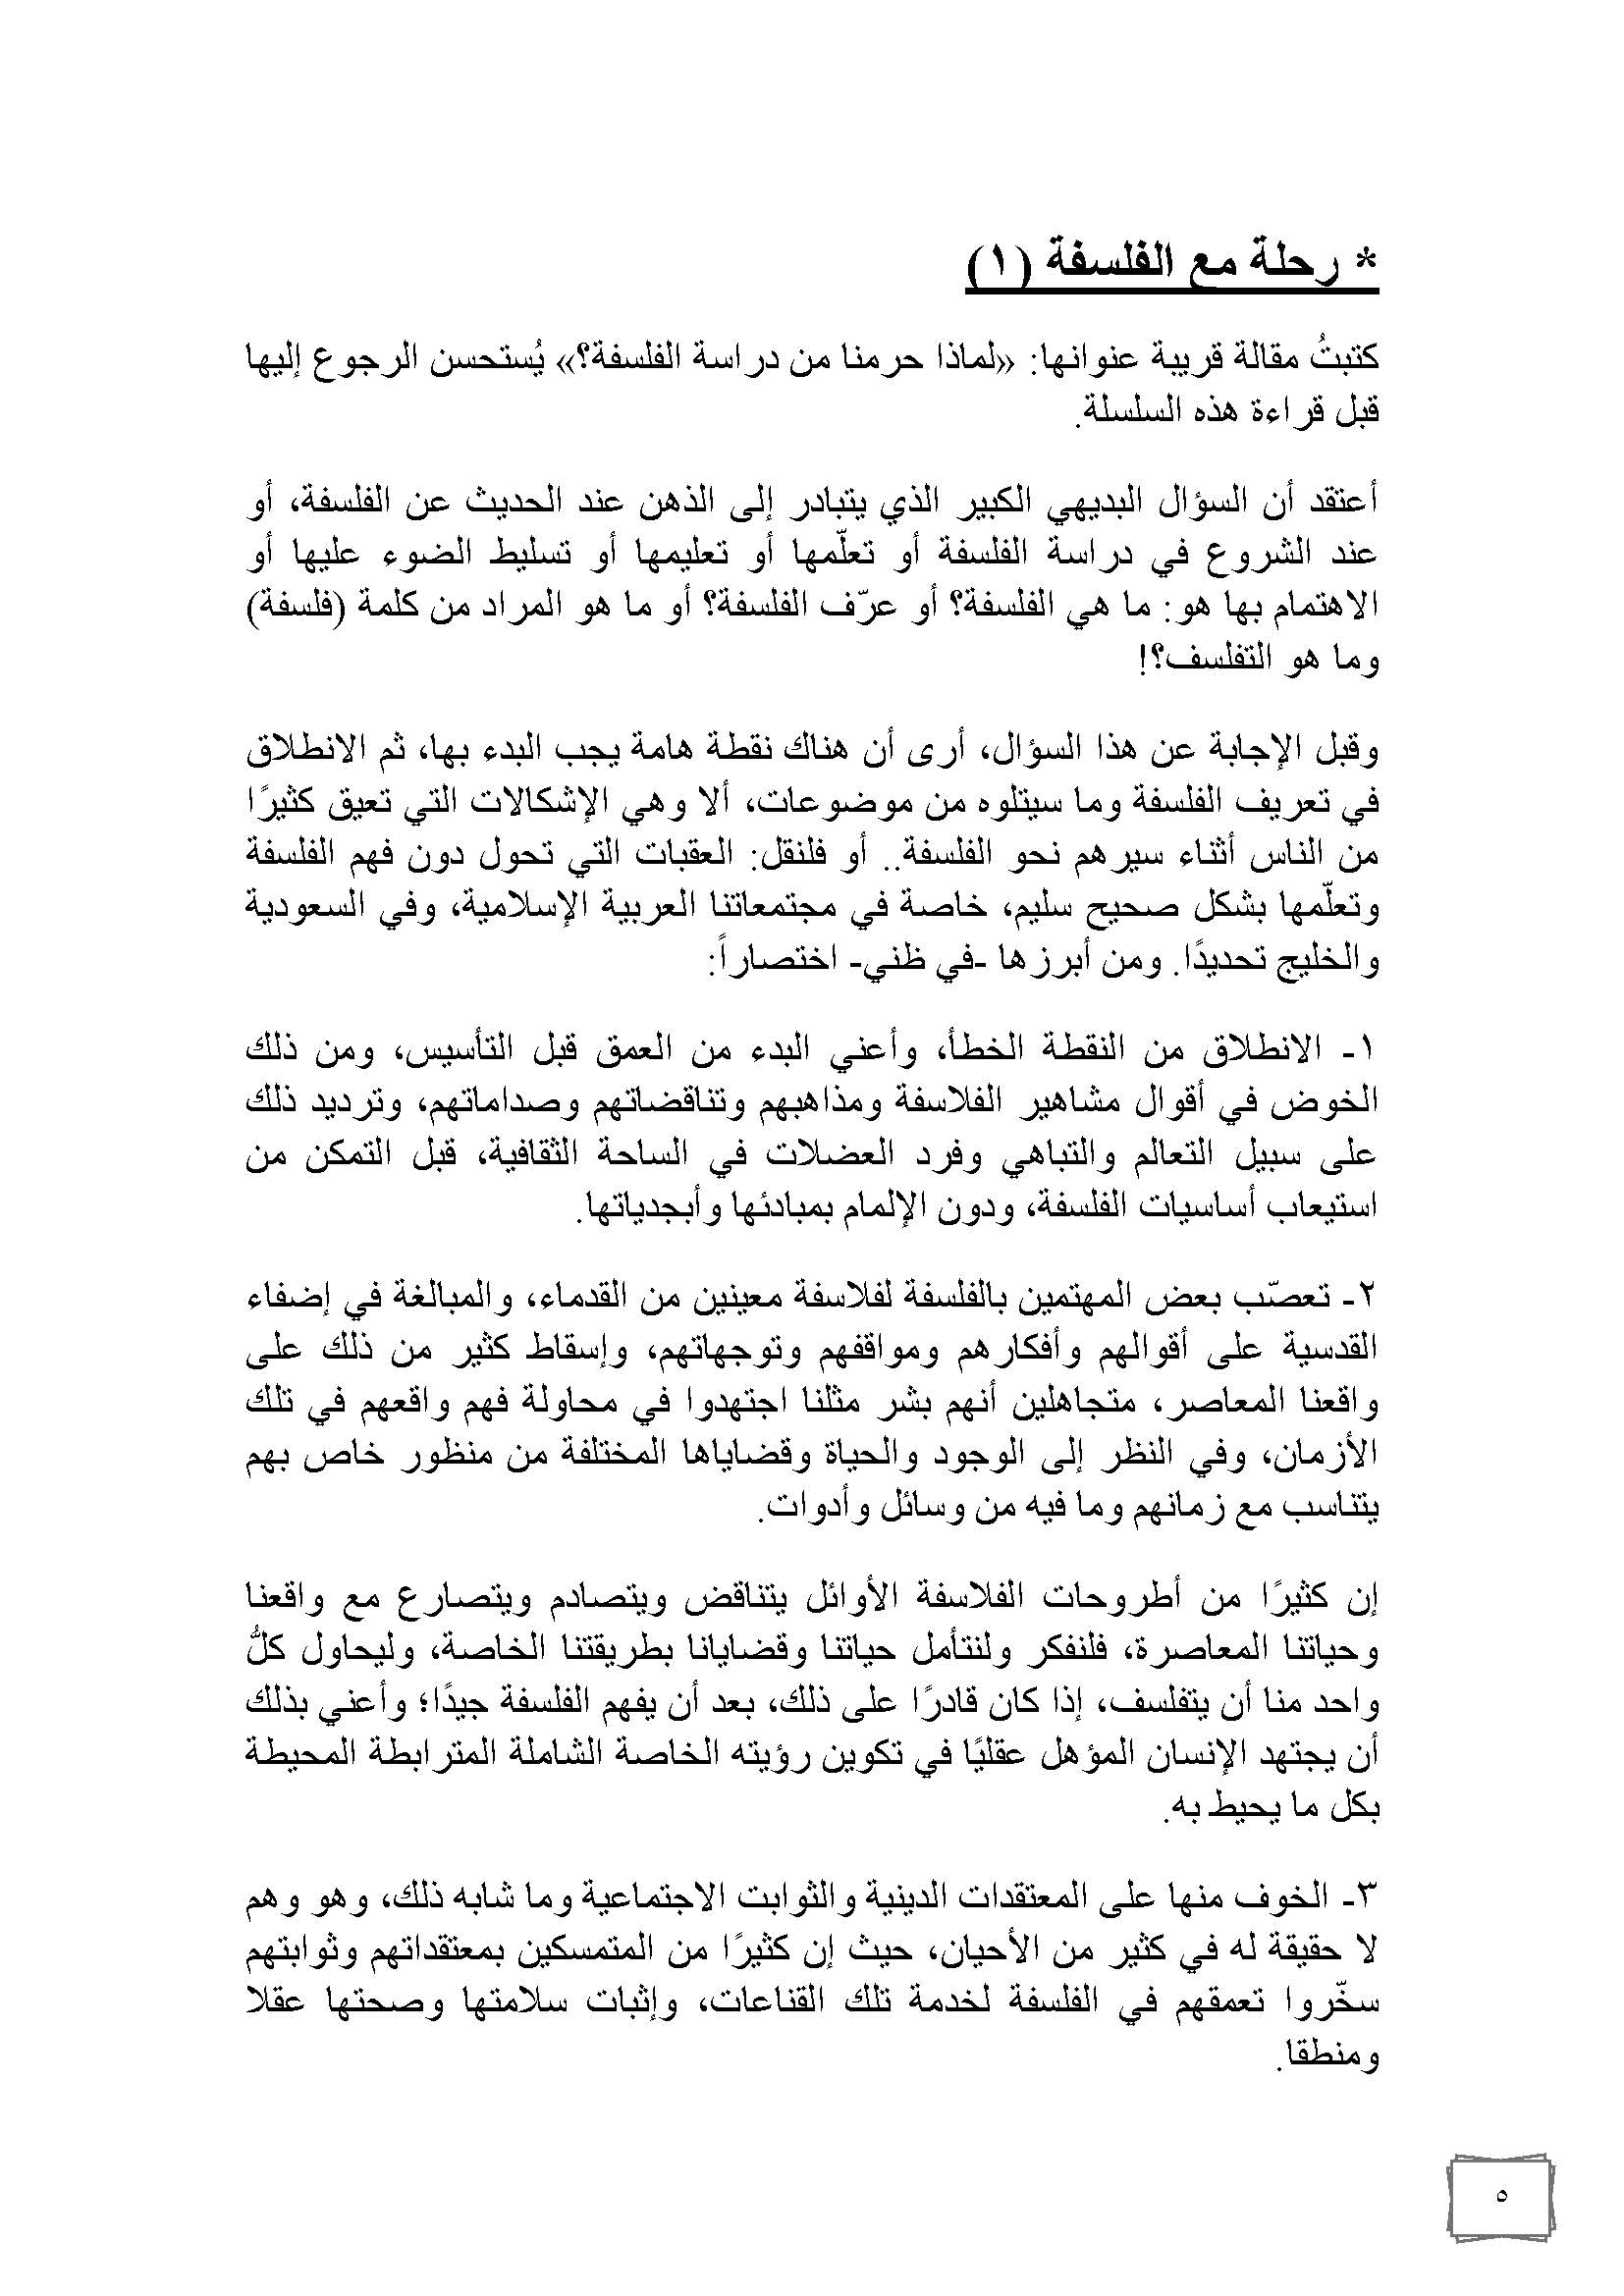 * رحلة مع الفلسفة (١)
كتبتُ مقالة قريبة عنوانها: «لماذا حرمنا من دراسة الفلسفة؟» يُستحسن الرجوع إليها
قبل قراءة هذه السلسلة.
أعتقد أن السؤال البديهي الكبير الذي يتبادر إلى الذهن عند الحديث عن الفلسفة، أو
عند الشروع في دراسة الفلسفة أو تعلّمها أو تعليمها أو تسليط الضوء عليها أو
الاهتمام بها هو: ما هي الفلسفة؟ أو عرّف الفلسفة؟ أو ما هو المراد من كلمة (فلسفة)
وما هو التفلسف؟!
وقبل الإجابة عن هذا السؤال، أرى أن هناك نقطة هامة يجب البدء بها، ثم الانطلاق
في تعريف الفلسفة وما سيتلوه من موضوعات، ألا وهي الإشكالات التي تعيق كثيرًا
من الناس أثناء سيرهم نحو الفلسفة.. أو فلنقل: العقبات التي تحول دون فهم الفلسفة
وتعلّمها بشكل صحيح سليم، خاصة في مجتمعاتنا العربية الإسلامية، وفي السعودية
والخليج تحديدًا. ومن أبرزها -في ظني- اختصاراً:
١- الانطلاق من النقطة الخطأ، وأعني البدء من العمق قبل التأسيس، ومن ذلك
الخوض في أقوال مشاهير الفلاسفة ومذاهبهم وتناقضاتهم وصداماتهم، وترديد ذلك
على سبيل التعالم والتباهي وفرد العضلات في الساحة الثقافية، قبل التمكن من
استيعاب أساسيات الفلسفة، ودون الإلمام بمبادئها وأبجدياتها.
٢- تعصّب بعض المهتمين بالفلسفة لفلاسفة معينين من القدماء، والمبالغة في إضفاء
القدسية على أقوالهم وأفكارهم ومواقفهم وتوجهاتهم، وإسقاط كثير من ذلك على
واقعنا المعاصر، متجاهلين أنهم بشر مثلنا اجتهدوا في محاولة فهم واقعهم في تلك
الأزمان، وفي النظر إلى الوجود والحياة وقضاياها المختلفة من منظور خاص بهم
يتناسب مع زمانهم وما فيه من وسائل وأدوات.
إن كثيرًا من أطروحات الفلاسفة الأوائل يتناقض ويتصادم ويتصارع مع واقعنا
وحياتنا المعاصرة، فلنفكر ولنتأمل حياتنا وقضايانا بطريقتنا الخاصة، وليحاول كلُّ
واحد منا أن يتفلسف، إذا كان قادرًا على ذلك، بعد أن يفهم الفلسفة جيدًا؛ وأعني بذلك
أن يجتهد الإنسان المؤهل عقليًا في تكوين رؤيته الخاصة الشاملة المترابطة المحيطة
بكل ما يحيط به.
٣- الخوف منها على المعتقدات الدينية والثوابت الاجتماعية وما شابه ذلك، وهو وهم
لا حقيقة له في كثير من الأحيان، حيث إن كثيرًا من المتمسكين بمعتقداتهم وثوابتهم
سخّروا تعمقهم في الفلسفة لخدمة تلك القناعات، وإثبات سلامتها وصحتها عقلا
ومنطقا.
٥